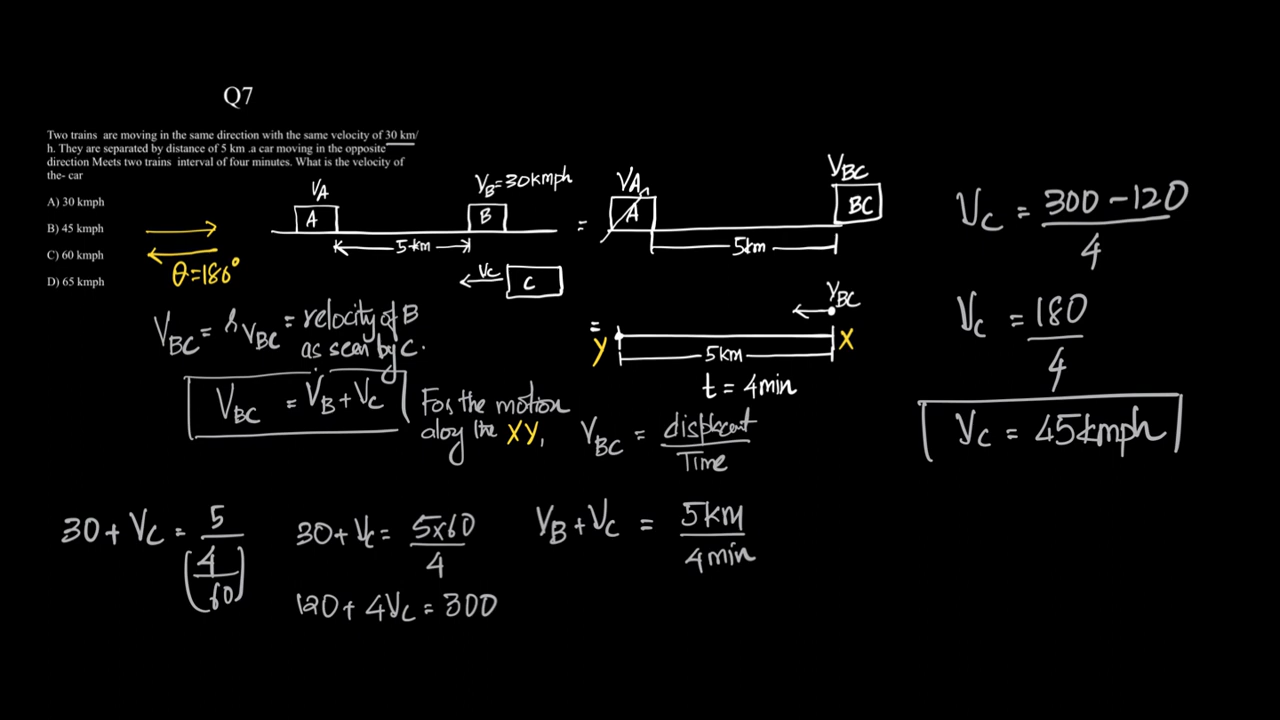 Q7
Two trains are moving in the same direction with the same velocity of 30 km/
h. They are separated by distance of 5 km .a car moving in the opposite
direction Meets two trains interval of four minutes. What is the velocity of
the- car
A) 30 kmph
B) 45 kmph
C) 60 kmph
D) 65 kmph
θ=180°
VA
A
VB=30kmph
B
5 km
VC
C
=
VA
A
VBC
BC
5km
=
Y
VBC
X
5km
t = 4min
VBC = VBC = velocity of B
as seen by C.
VBC = VB+VC
For the motion
along the XY,
VBC = displacent
Time
VB+VC = 5km
4min
30+VC = 5
(4
60)
30+VC = 5x60
4
120+4VC = 300
VC = 300-120
4
VC = 180
4
VC = 45kmph